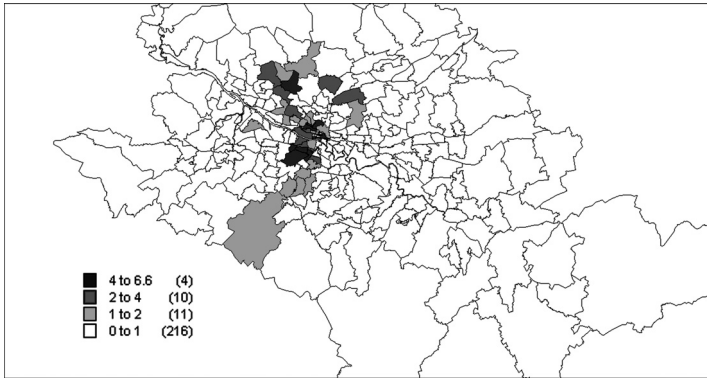 4 to 6.6 (4)
2 to 4 (10)
1 to 2 (11)
0 to 1 (216)